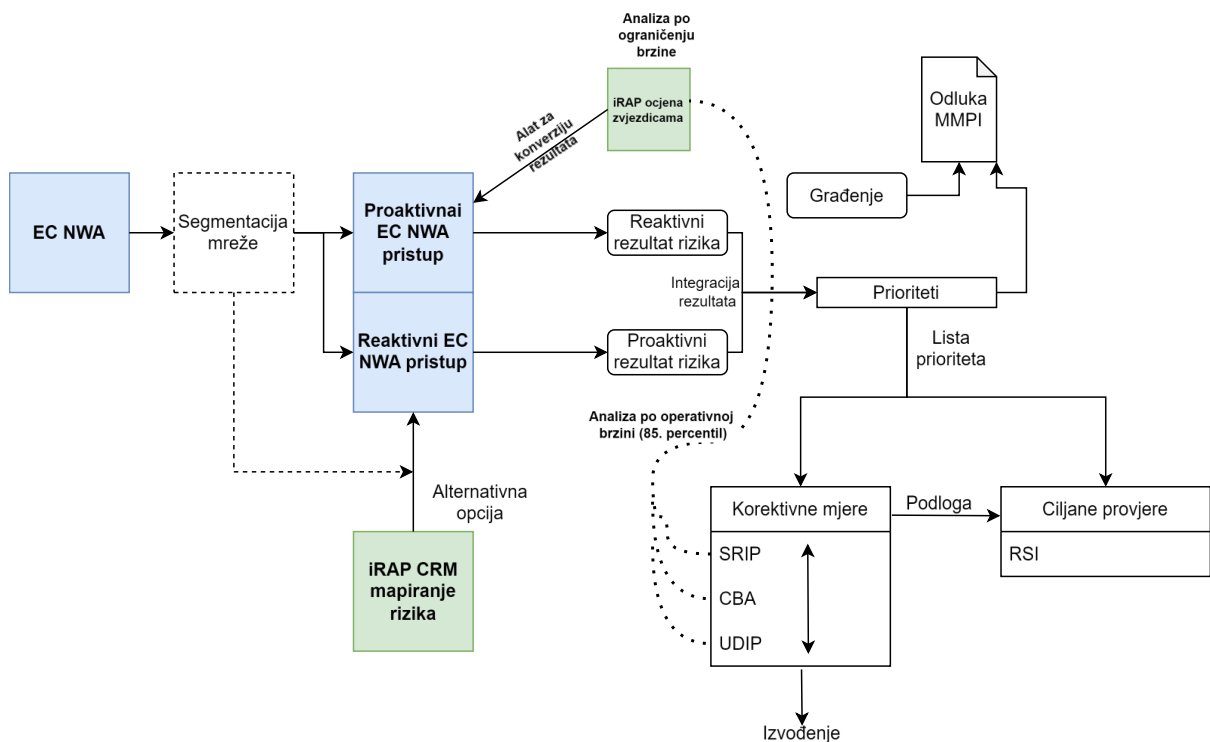 Analiza po
ograničenju
brzine
iRAP ocjena
zvjezdicama
Alat za
konverziju
rezultata
Odluka
MMPI
Građenje
EC NWA
Segmentacija
mreže
Proaktivnai
EC NWA
pristup
Reaktivni
rezultat rizika
Integracija
rezultata
Prioriteti
Reaktivni EC
NWA pristup
Proaktivni
rezultat rizika
Lista
prioriteta
Analiza po operativnoj
brzini (85. percentil)
Alternativna
opcija
iRAP CRM
mapiranje
rizika
Korektivne mjere
SRIP
CBA
UDIP
Podloga
Ciljane provjere
RSI
Izvođenje